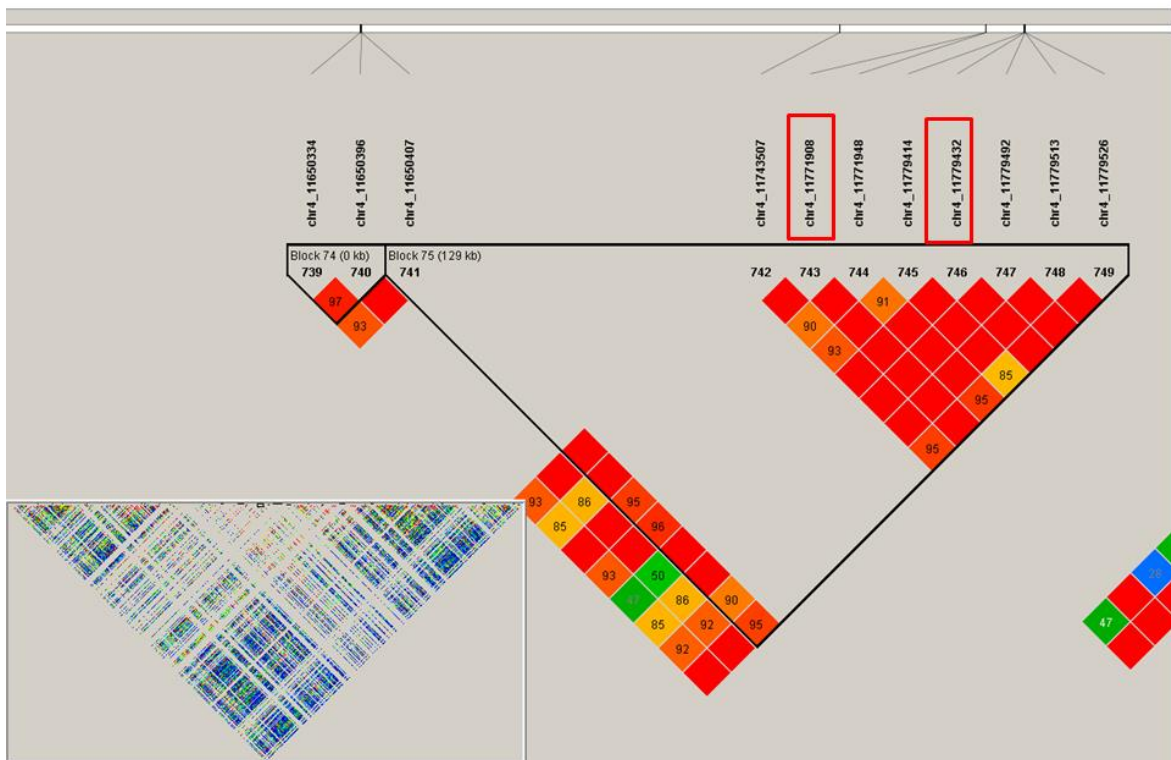 chr4_11650334
chr4_11650396
chr4_11650407
chr4_11743507
chr4_11771908
chr4_11771948
chr4_11779414
chr4_11779432
chr4_11779492
chr4_11779513
chr4_11779526
Block 74 (0 kb) Block 75 (129 kb)
739 740 741 742 743 744 745 746 747 748 749
97 91
93 90
93
85
95
95
93 86 95
85 96
93 50 28
47 86 90 47
85 92 95
92